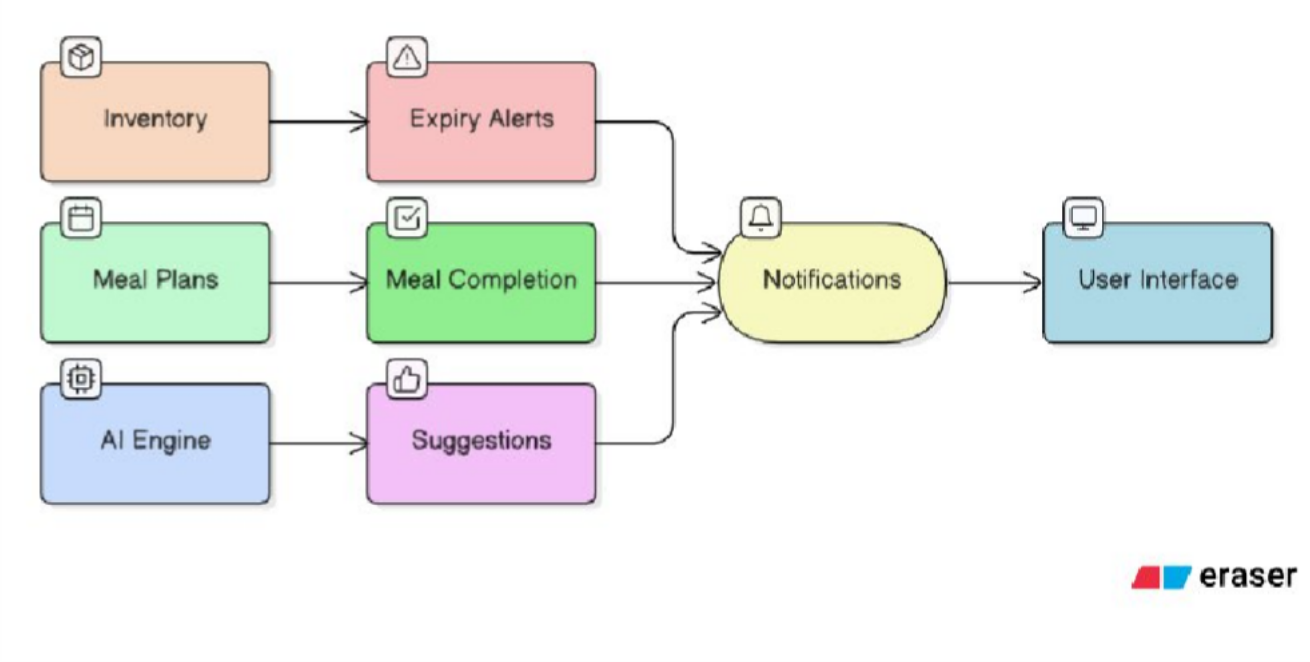 Inventory
Expiry Alerts
Meal Plans
Meal Completion
Notifications
User Interface
AI Engine
Suggestions
eraser